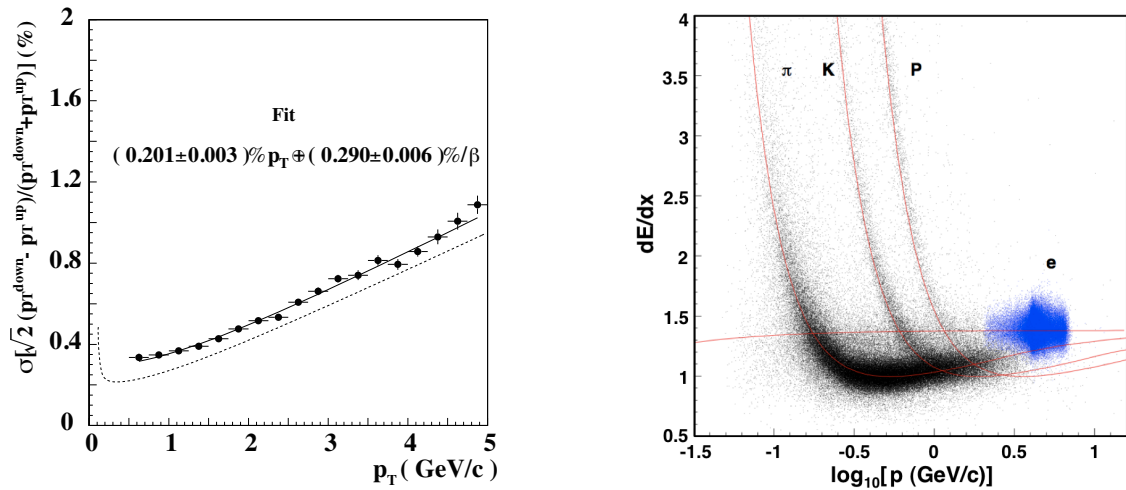 σ[√2 (pT^down - pT^up)/(pT^down+pT^up)] (%)
2
1.6
1.2
0.8
0.4
0
Fit
( 0.201±0.003 )% p_T ⊕ ( 0.290±0.006 )%/β
0 1 2 3 4 5
p_T ( GeV/c )
dE/dx
4
3.5
3
2.5
2
1.5
1
0.5
π K P
e
-1.5 -1 -0.5 0 0.5 1
log_10[ p (GeV/c)]